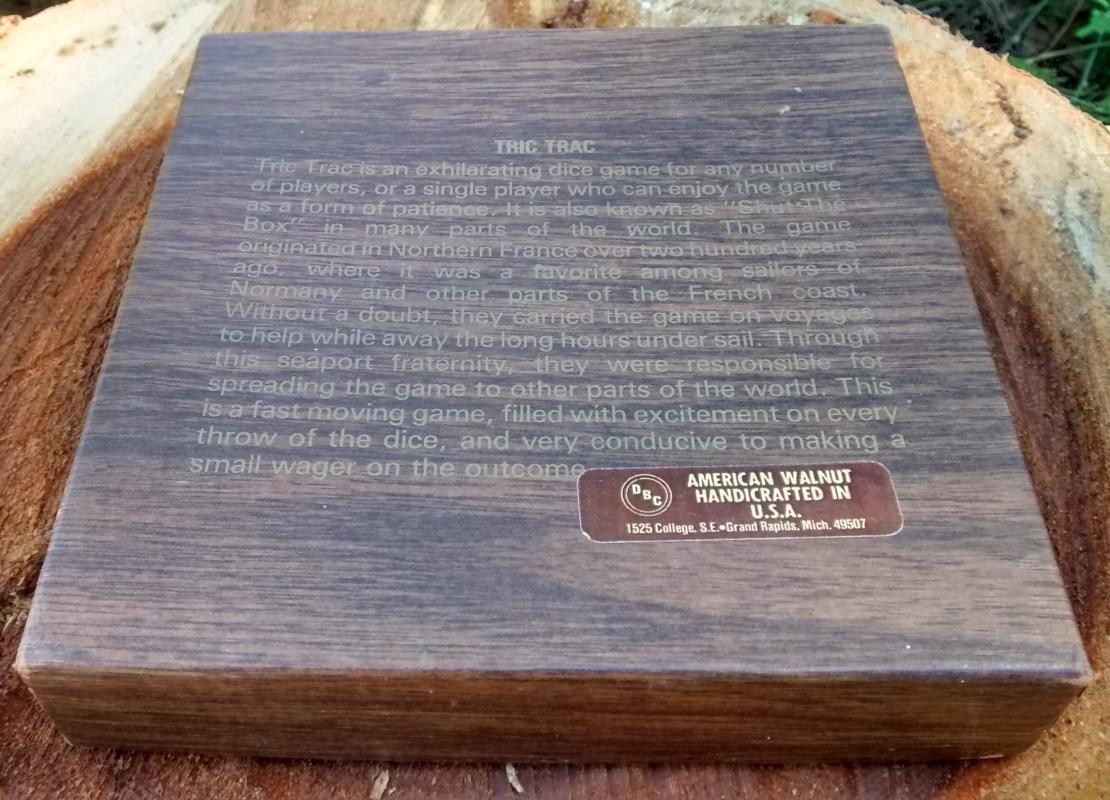 TRIC TRAC
Tric Trac is an exhilarating dice game for any number
of players, or a single player who can enjoy the game
as a form of patience. It is also known as "Shut The
Box" in many parts of the world. The game
originated in Northern France over two hundred years
ago, where it was a favorite among sailors of
Normany and other parts of the French coast.
Without a doubt, they carried the game on voyages
to help while away the long hours under sail. Through
this seaport fraternity, they were responsible for
spreading the game to other parts of the world. This
is a fast moving game, filled with excitement on every
throw of the dice, and very conducive to making a
small wager on the outcome
DBC
AMERICAN WALNUT
HANDICRAFTED IN
U.S.A.
1525 College, S.E.•Grand Rapids, Mich. 49507